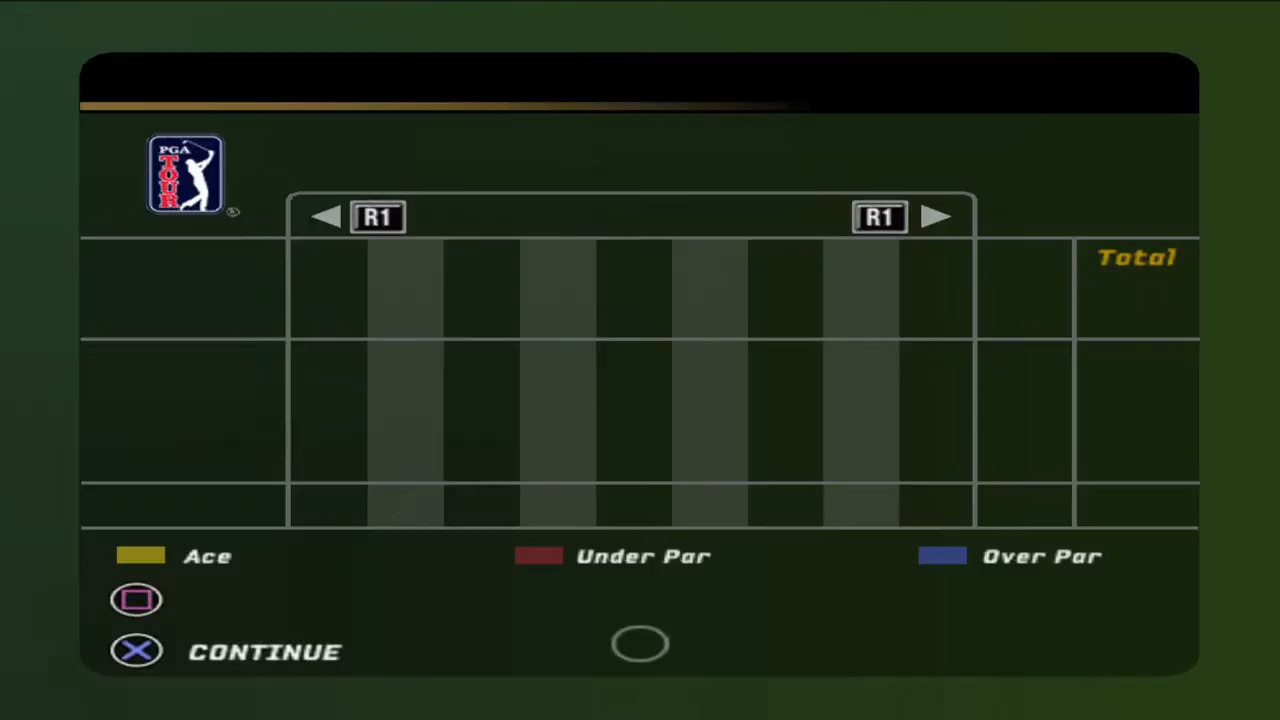 PGA
TOUR
R1 R1
Total
Ace Under Par Over Par
CONTINUE